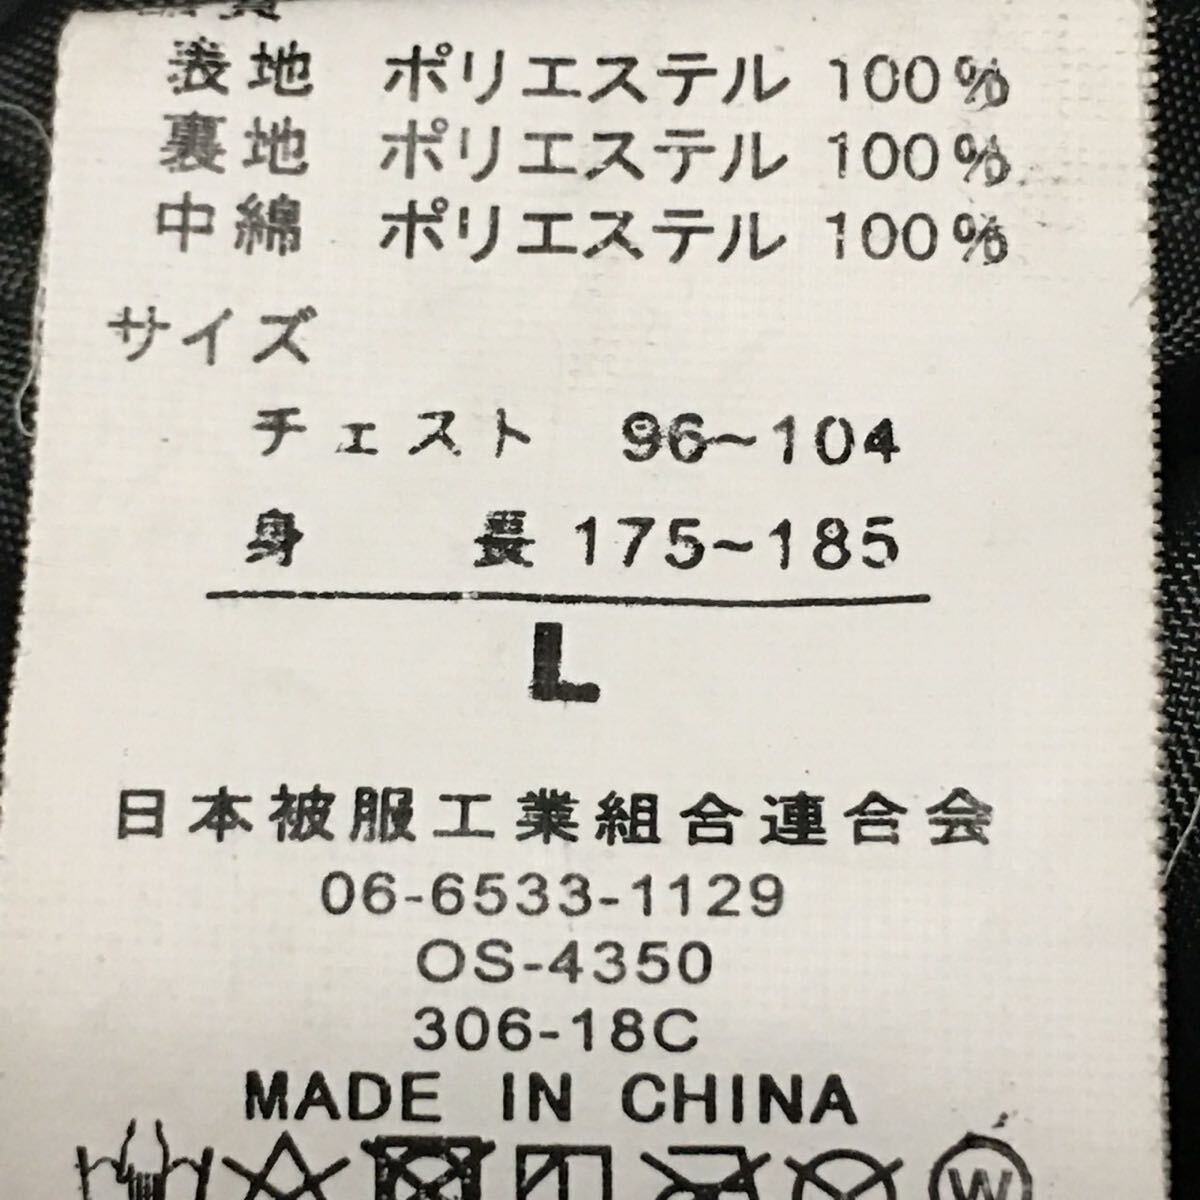 表地 ポリエステル 100%
裏地 ポリエステル 100%
中綿 ポリエステル 100%
サイズ
チェスト 96~104
身 長 175~185
L
日本被服工業組合連合会
06-6533-1129
OS-4350
306-18C
MADE IN CHINA
W